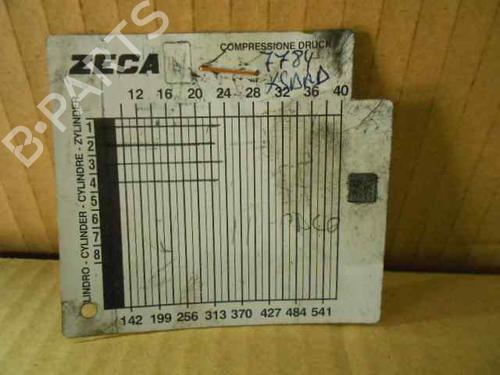 ZECA
COMPRESSIONE DRUCK
7784
XSARA
12 16 20 24 28 32 36 40
CILINDRO - CYLINDER - CYLINDRE - ZYLINDER
1
2
3
4
5
6
7
8
142 199 256 313 370 427 484 541
B-PARTS